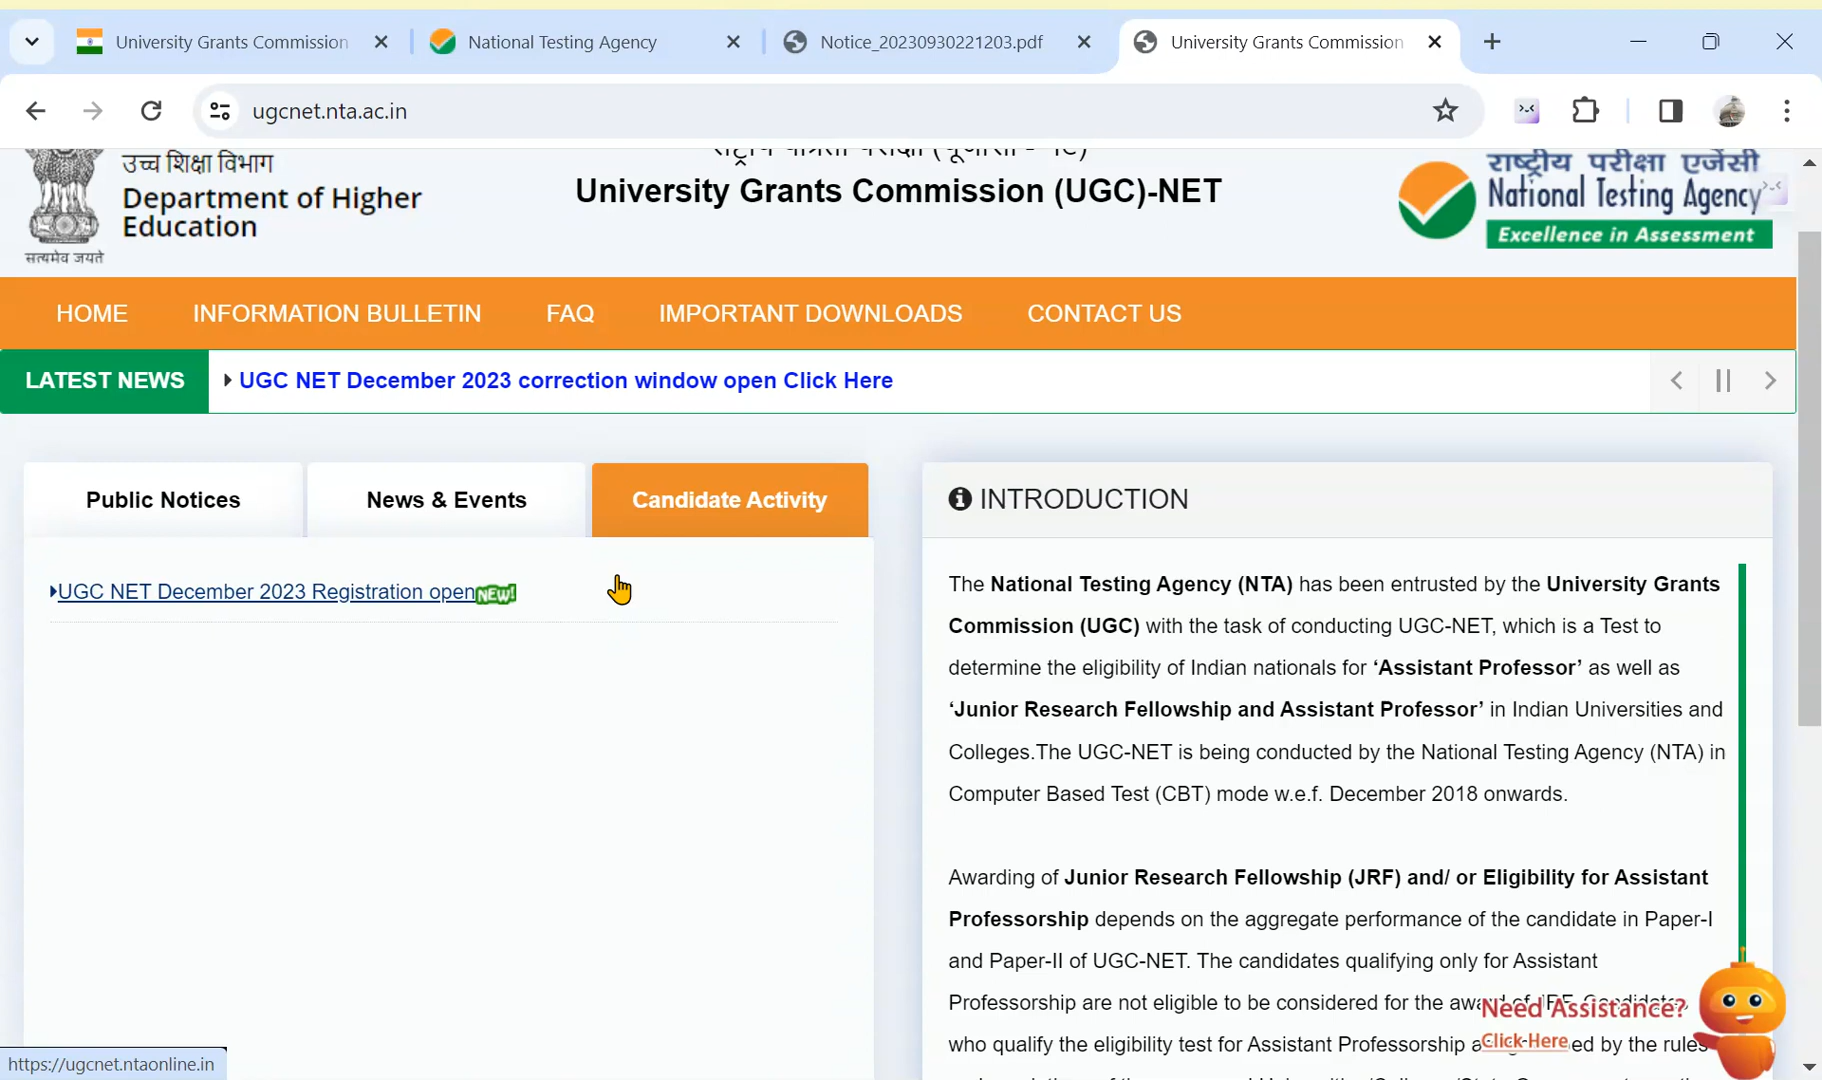 University Grants Commission
National Testing Agency
Notice_20230930221203.pdf
University Grants Commission
ugcnet.nta.ac.in
उच्च शिक्षा विभाग
Department of Higher
Education
सत्यमेव जयते
University Grants Commission (UGC)-NET
राष्ट्रीय परीक्षा एजेंसी
National Testing Agency
Excellence in Assessment
HOME
INFORMATION BULLETIN
FAQ
IMPORTANT DOWNLOADS
CONTACT US
LATEST NEWS
UGC NET December 2023 correction window open Click Here
Public Notices
News & Events
Candidate Activity
UGC NET December 2023 Registration open NEW!
INTRODUCTION
The National Testing Agency (NTA) has been entrusted by the University Grants
Commission (UGC) with the task of conducting UGC-NET, which is a Test to
determine the eligibility of Indian nationals for ‘Assistant Professor’ as well as
‘Junior Research Fellowship and Assistant Professor’ in Indian Universities and
Colleges.The UGC-NET is being conducted by the National Testing Agency (NTA) in
Computer Based Test (CBT) mode w.e.f. December 2018 onwards.
Awarding of Junior Research Fellowship (JRF) and/ or Eligibility for Assistant
Professorship depends on the aggregate performance of the candidate in Paper-I
and Paper-II of UGC-NET. The candidates qualifying only for Assistant
Professorship are not eligible to be considered for the
who qualify the eligibility test for Assistant Professorship by the rules
Need Assistance?
Click-Here
https://ugcnet.ntaonline.in